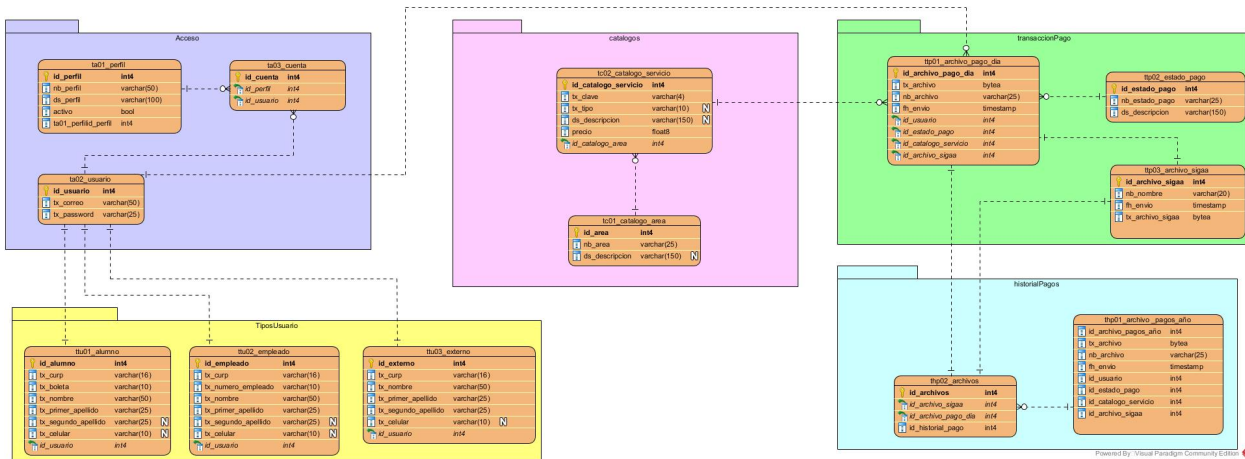 Acceso
ta01_perfil
id_perfil int4
nb_perfil varchar(50)
ds_perfil varchar(100)
activo bool
ta01_perfilid_perfil int4
ta03_cuenta
id_cuenta int4
id_perfil int4
id_usuario int4
ta02_usuario
id_usuario int4
tx_correo varchar(50)
tx_password varchar(25)
catalogos
tc02_catalogo_servicio
id_catalogo_servicio int4
tx_clave varchar(4)
tx_tipo varchar(10) N
ds_descripcion varchar(150) N
precio float8
id_catalogo_area int4
tc01_catalogo_area
id_area int4
nb_area varchar(25)
ds_descripcion varchar(150) N
transaccionPago
ttp01_archivo_pago_dia
id_archivo_pago_dia int4
tx_archivo bytea
nb_archivo varchar(25)
fh_envio timestamp
id_usuario int4
id_estado_pago int4
id_catalogo_servicio int4
id_archivo_sigaa int4
ttp02_estado_pago
id_estado_pago int4
nb_estado_pago varchar(25)
ds_descripcion varchar(150)
ttp03_archivo_sigaa
id_archivo_sigaa int4
nb_nombre varchar(20)
fh_envio timestamp
tx_archivo_sigaa bytea
TiposUsuario
ttu01_alumno
id_alumno int4
tx_curp varchar(16)
tx_boleta varchar(10)
tx_nombre varchar(50)
tx_primer_apellido varchar(25)
tx_segundo_apellido varchar(25) N
tx_celular varchar(10) N
id_usuario int4
ttu02_empleado
id_empleado int4
tx_curp varchar(16)
tx_numero_empleado varchar(10)
tx_nombre varchar(50)
tx_primer_apellido varchar(25)
tx_segundo_apellido varchar(25) N
tx_celular varchar(10) N
id_usuario int4
ttu03_externo
id_externo int4
tx_curp varchar(16)
tx_nombre varchar(50)
tx_primer_apellido varchar(25)
tx_segundo_apellido varchar(25)
tx_celular varchar(10) N
id_usuario int4
historialPagos
thp02_archivos
id_archivos int4
id_archivo_sigaa int4
id_archivo_pago_dia int4
id_historial_pago int4
thp01_archivo_pagos_año
id_archivo_pagos_año int4
tx_archivo bytea
nb_archivo varchar(25)
fh_envio timestamp
id_usuario int4
id_estado_pago int4
id_catalogo_servicio int4
id_archivo_sigaa int4
Powered By Visual Paradigm Community Edition